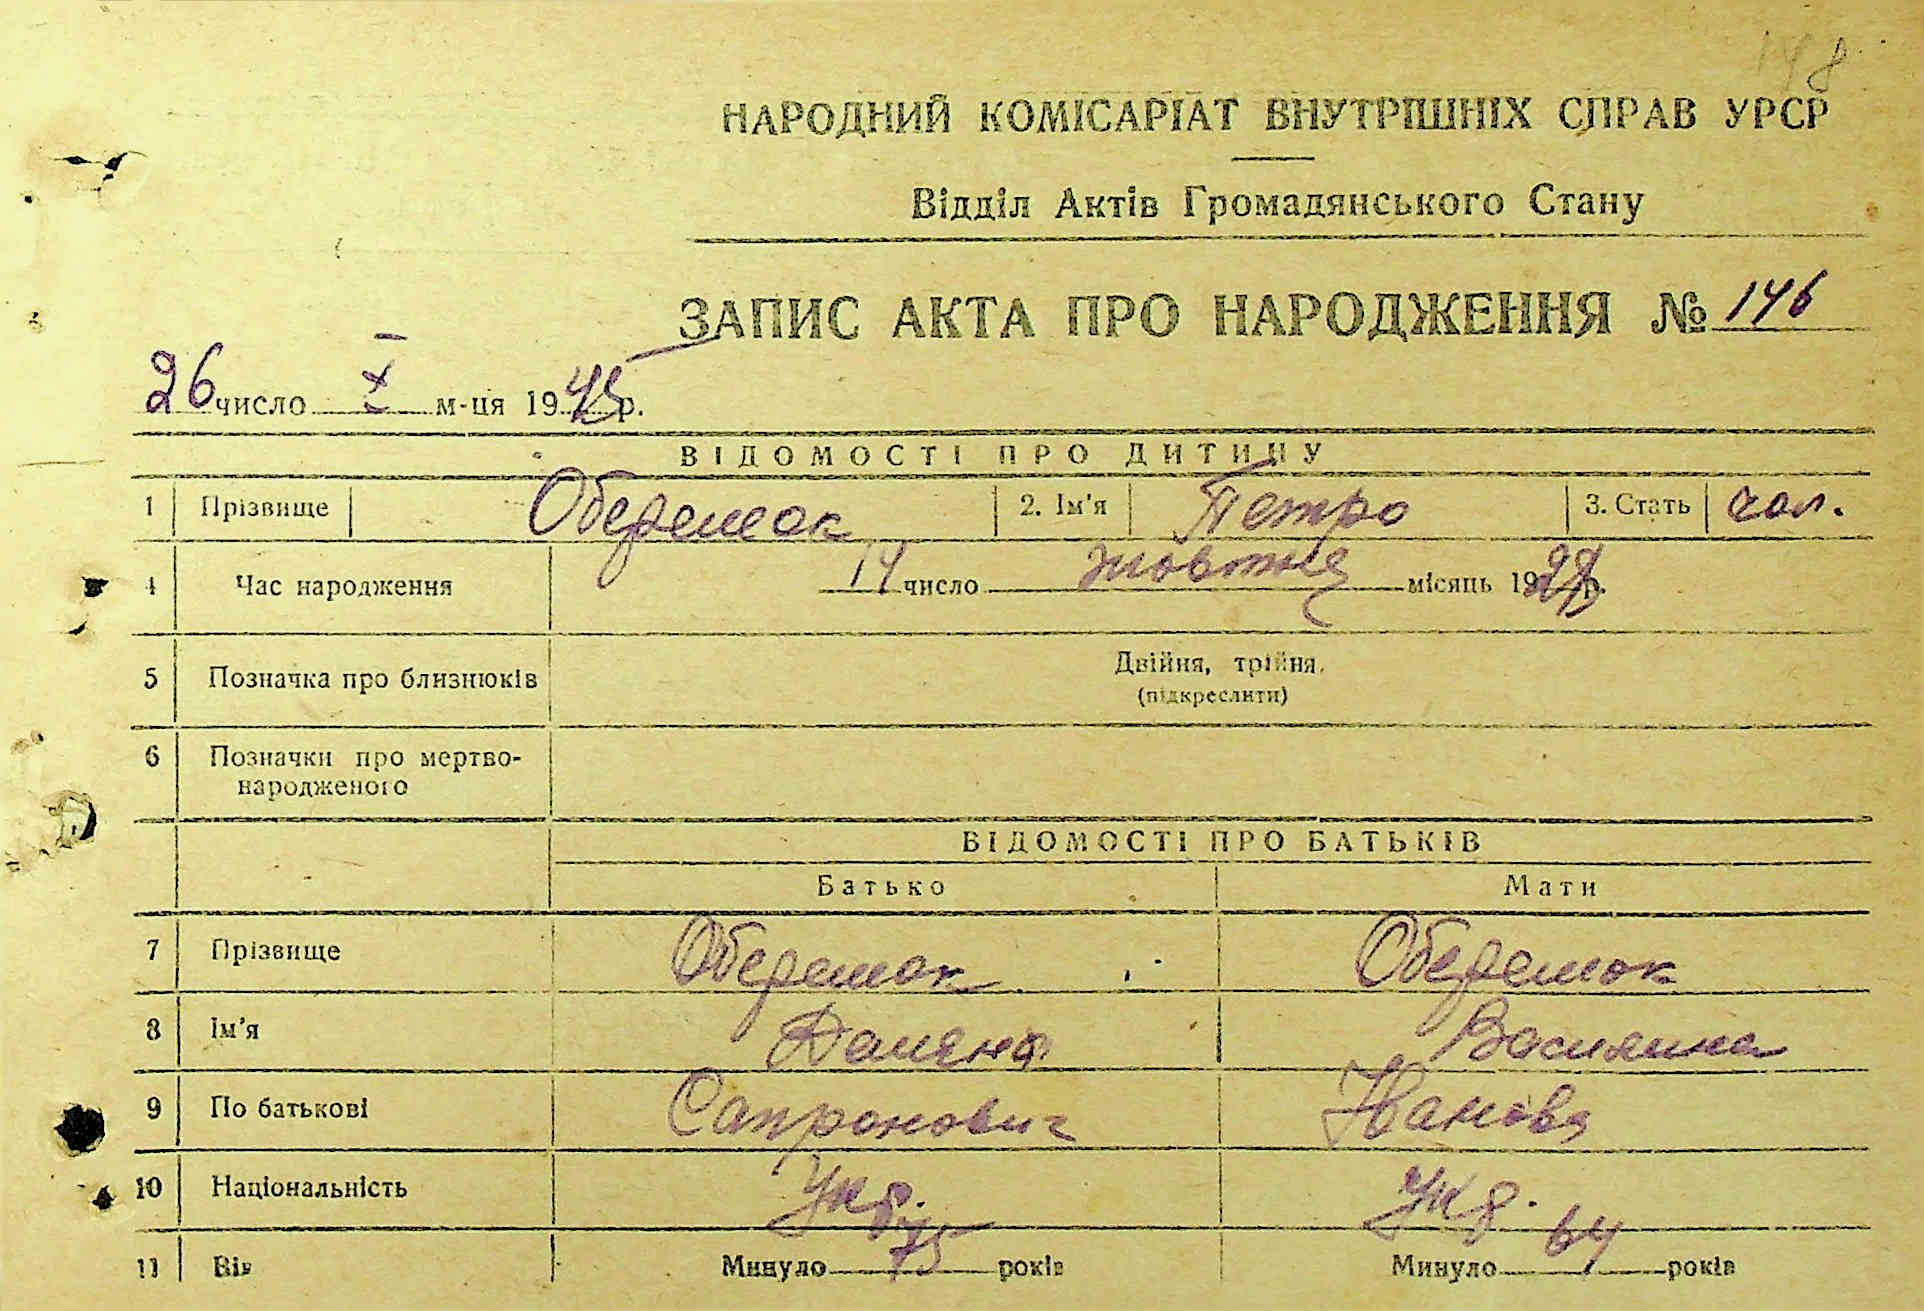 148
НАРОДНИЙ КОМІСАРІАТ ВНУТРІШНІХ СПРАВ УРСР
Відділ Актів Громадянського Стану
ЗАПИС АКТА ПРО НАРОДЖЕННЯ № 146
26 число X м-ця 1945 р.
ВІДОМОСТІ ПРО ДИТИНУ
1 Прізвище Оберемок 2. Ім'я Петро 3. Стать чол.
4 Час народження 14 число жовтня місяць 19 р.
5 Позначка про близнюків Двійня, трійня.
(підкреслити)
6 Позначки про мертво-
народженого
ВІДОМОСТІ ПРО БАТЬКІВ
Батько Мати
7 Прізвище Оберемок Оберемок
8 Ім'я Демяно Василина
9 По батькові Сапронович Иванова
10 Національність Укр. Укр.
11 Вік Минуло 75 років Минуло 64 років